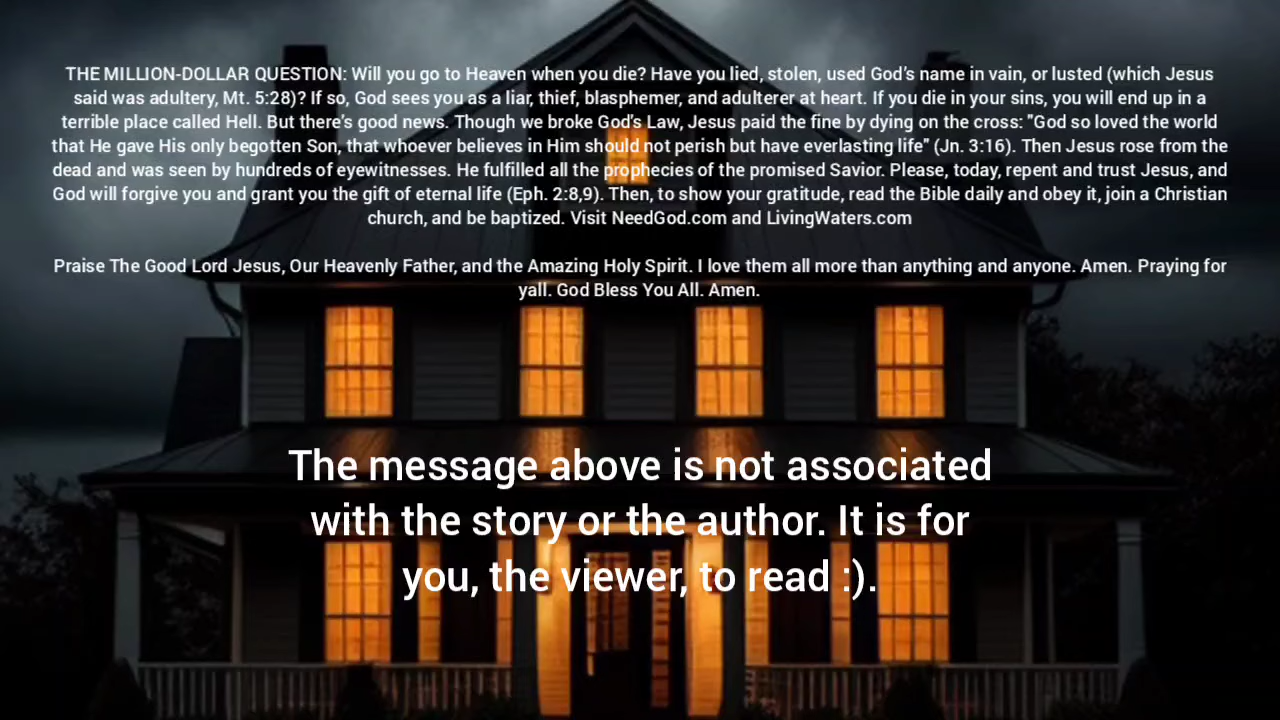 THE MILLION-DOLLAR QUESTION: Will you go to Heaven when you die? Have you lied, stolen, used God's name in vain, or lusted (which Jesus
said was adultery, Mt. 5:28)? If so, God sees you as a liar, thief, blasphemer, and adulterer at heart. If you die in your sins, you will end up in a
terrible place called Hell. But there's good news. Though we broke God's Law, Jesus paid the fine by dying on the cross: "God so loved the world
that He gave His only begotten Son, that whoever believes in Him should not perish but have everlasting life" (Jn. 3:16). Then Jesus rose from the
dead and was seen by hundreds of eyewitnesses. He fulfilled all the prophecies of the promised Savior. Please, today, repent and trust Jesus, and
God will forgive you and grant you the gift of eternal life (Eph. 2:8,9). Then, to show your gratitude, read the Bible daily and obey it, join a Christian
church, and be baptized. Visit NeedGod.com and LivingWaters.com
Praise The Good Lord Jesus, Our Heavenly Father, and the Amazing Holy Spirit. I love them all more than anything and anyone. Amen. Praying for
yall. God Bless You All. Amen.
The message above is not associated
with the story or the author. It is for
you, the viewer, to read :).